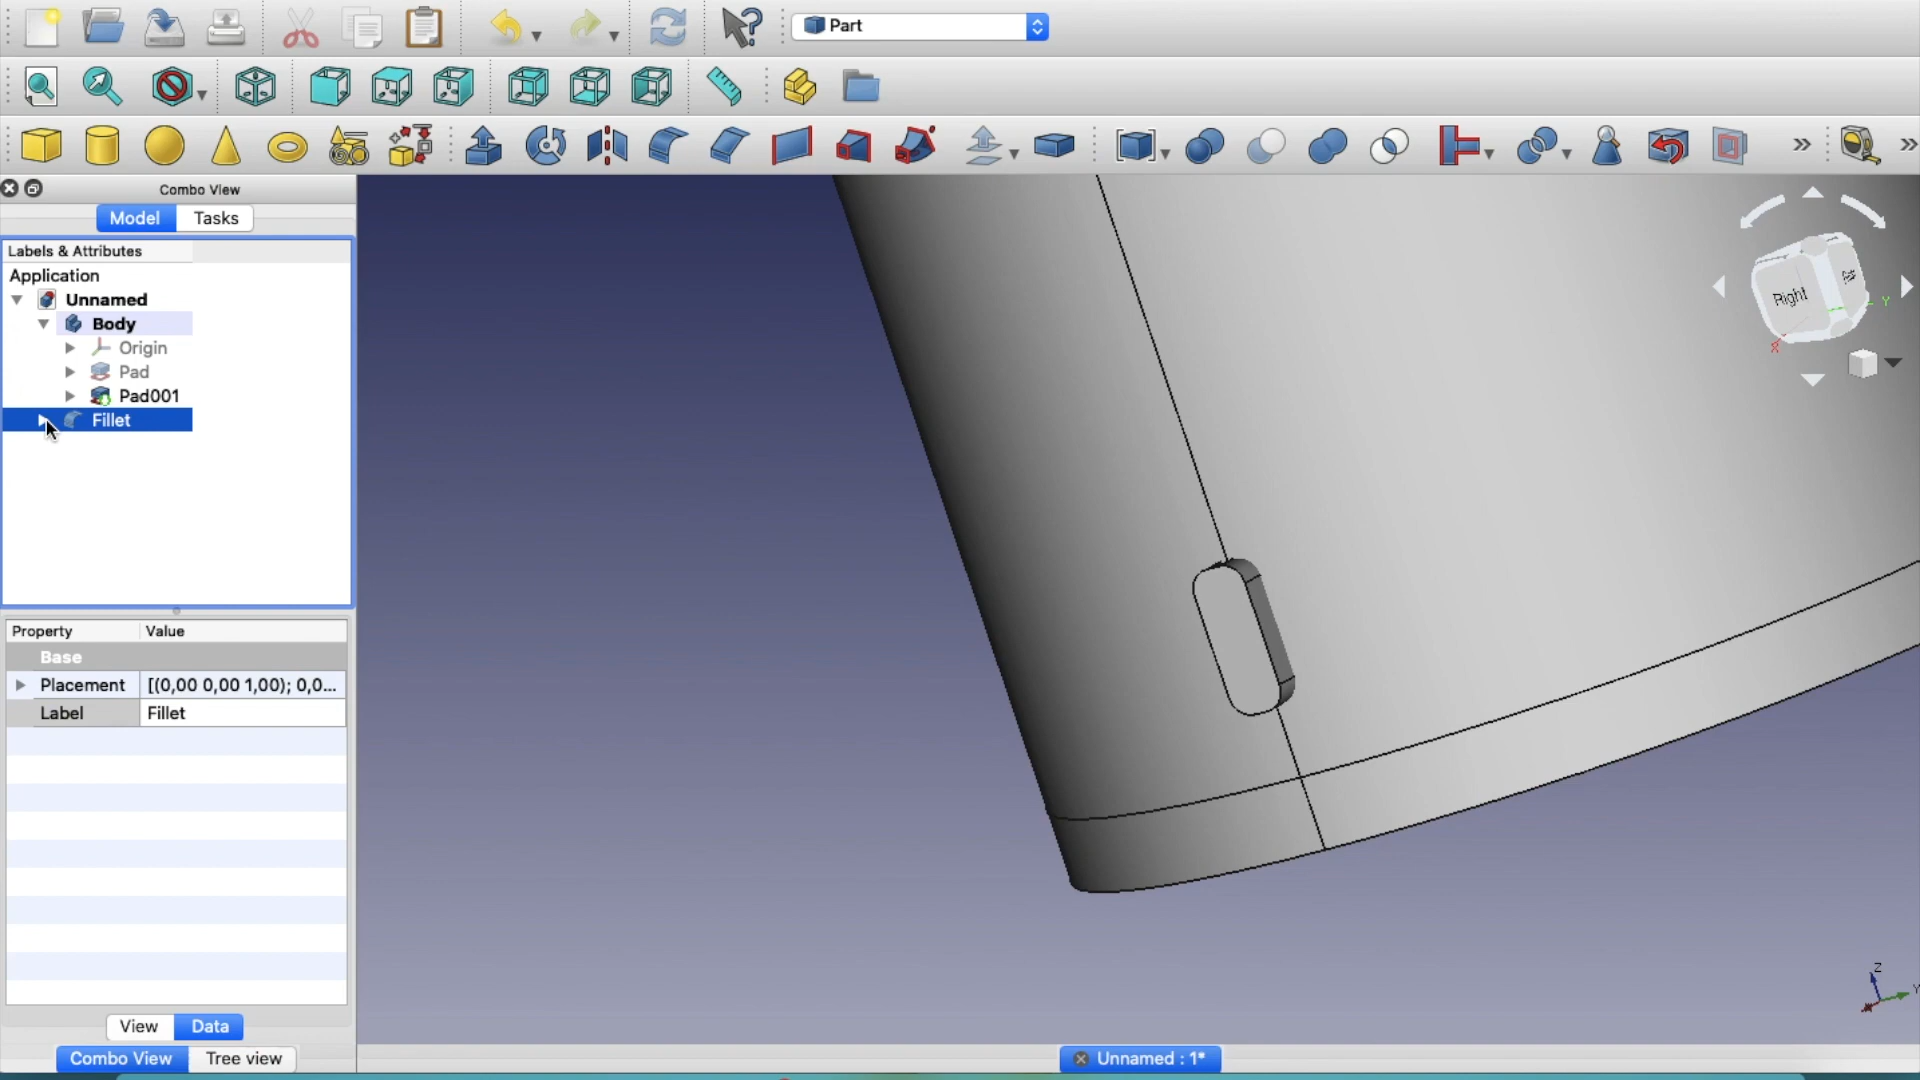 Part
»
»
Combo View
Model
Tasks
Labels & Attributes
Application
Unnamed
Body
Origin
Pad
Pad001
Fillet
Property
Value
Base
Placement
[(0,00 0,00 1,00); 0,0...
Label
Fillet
View
Data
Combo View
Tree view
Right
Y
X
Z
Y
Unnamed : 1*